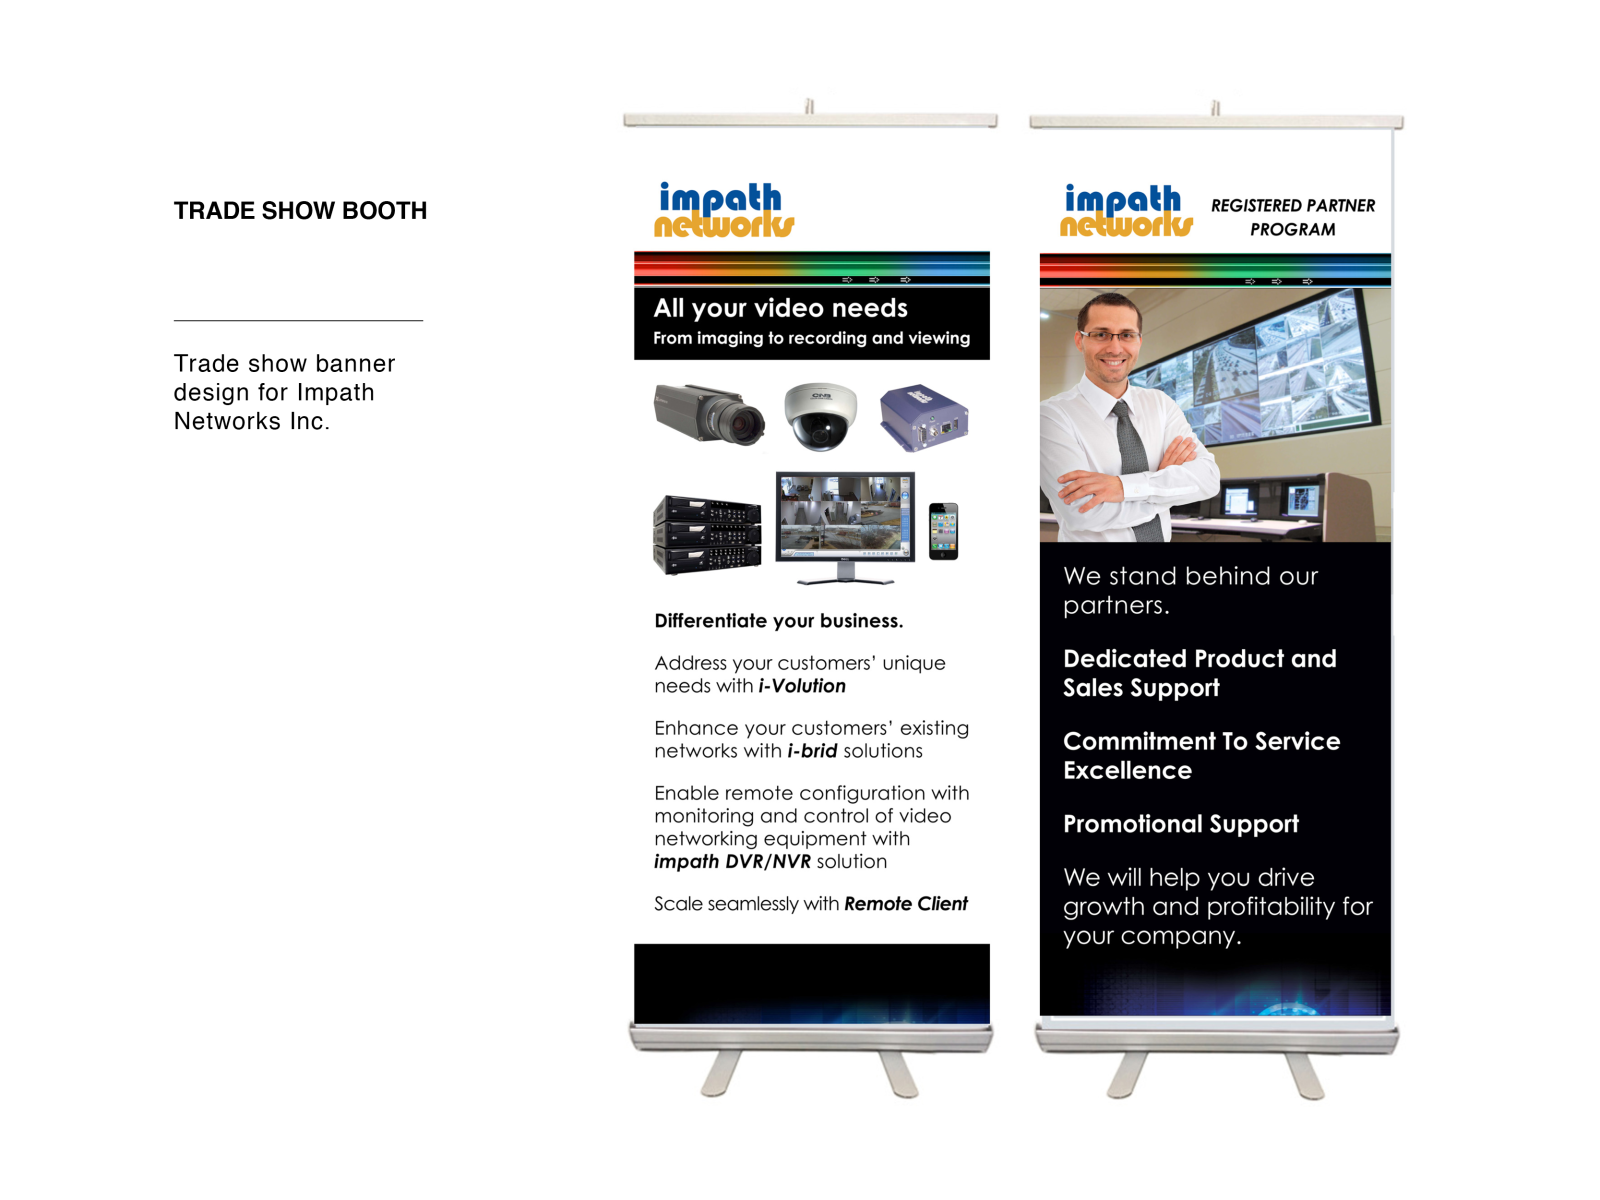 TRADE SHOW BOOTH
Trade show banner
design for Impath
Networks Inc.
impath
networks
All your video needs
From imaging to recording and viewing
CNB
impath
networks
Differentiate your business.
Address your customers’ unique
needs with i-Volution
Enhance your customers’ existing
networks with i-brid solutions
Enable remote configuration with
monitoring and control of video
networking equipment with
impath DVR/NVR solution
Scale seamlessly with Remote Client
impath
networks
REGISTERED PARTNER
PROGRAM
We stand behind our
partners.
Dedicated Product and
Sales Support
Commitment To Service
Excellence
Promotional Support
We will help you drive
growth and profitability for
your company.